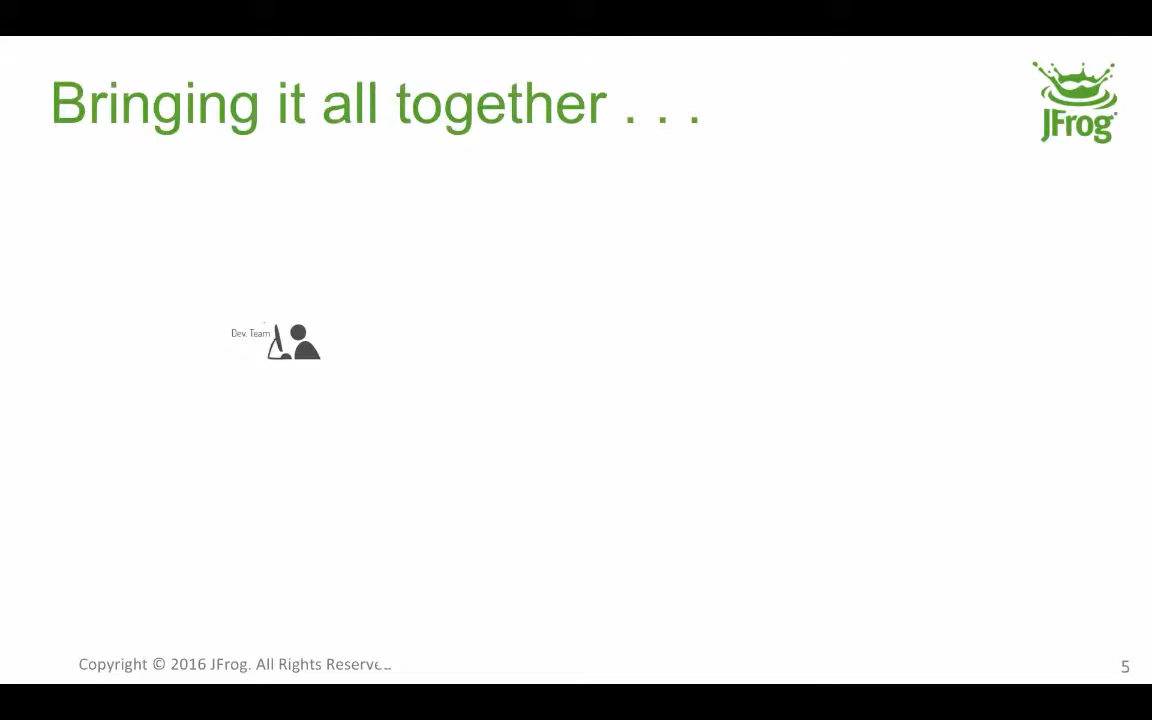 Bringing it all together . . .
JFrog
Dev. Team
Copyright © 2016 JFrog. All Rights
5